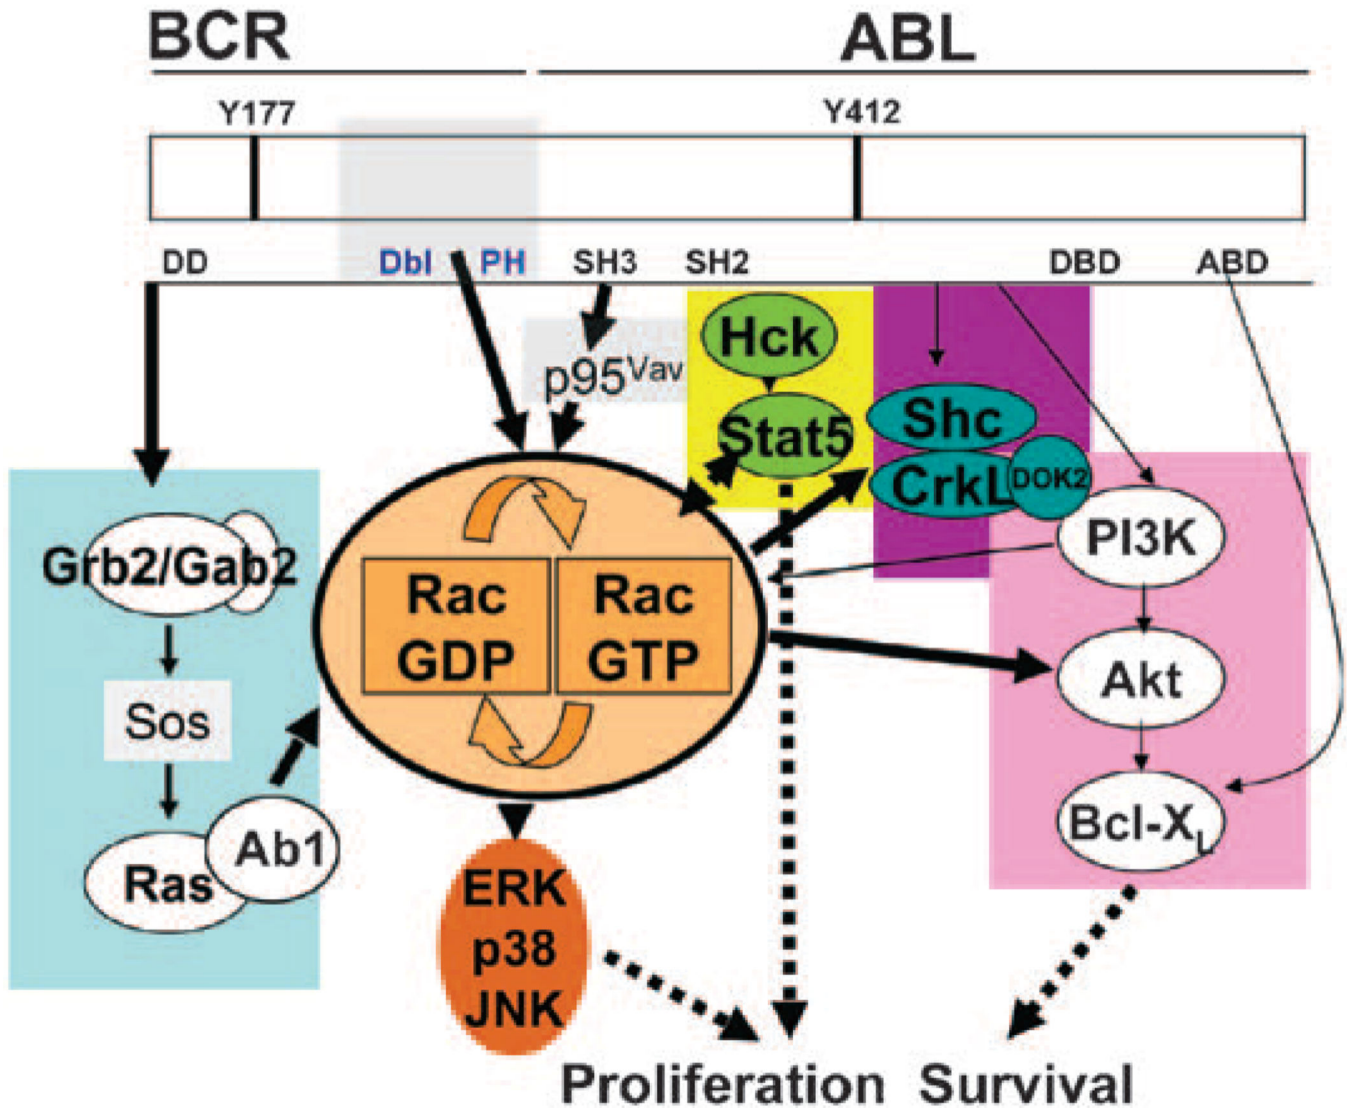 BCR ABL
Y177 Y412
DD Dbl PH SH3 SH2 DBD ABD
Hck
p95Vav
Stat5
Shc
CrkL DOK2
PI3K
Grb2/Gab2
Rac
GDP
Rac
GTP
Akt
Sos
Bcl-XL
Ab1
Ras
ERK
p38
JNK
Proliferation Survival